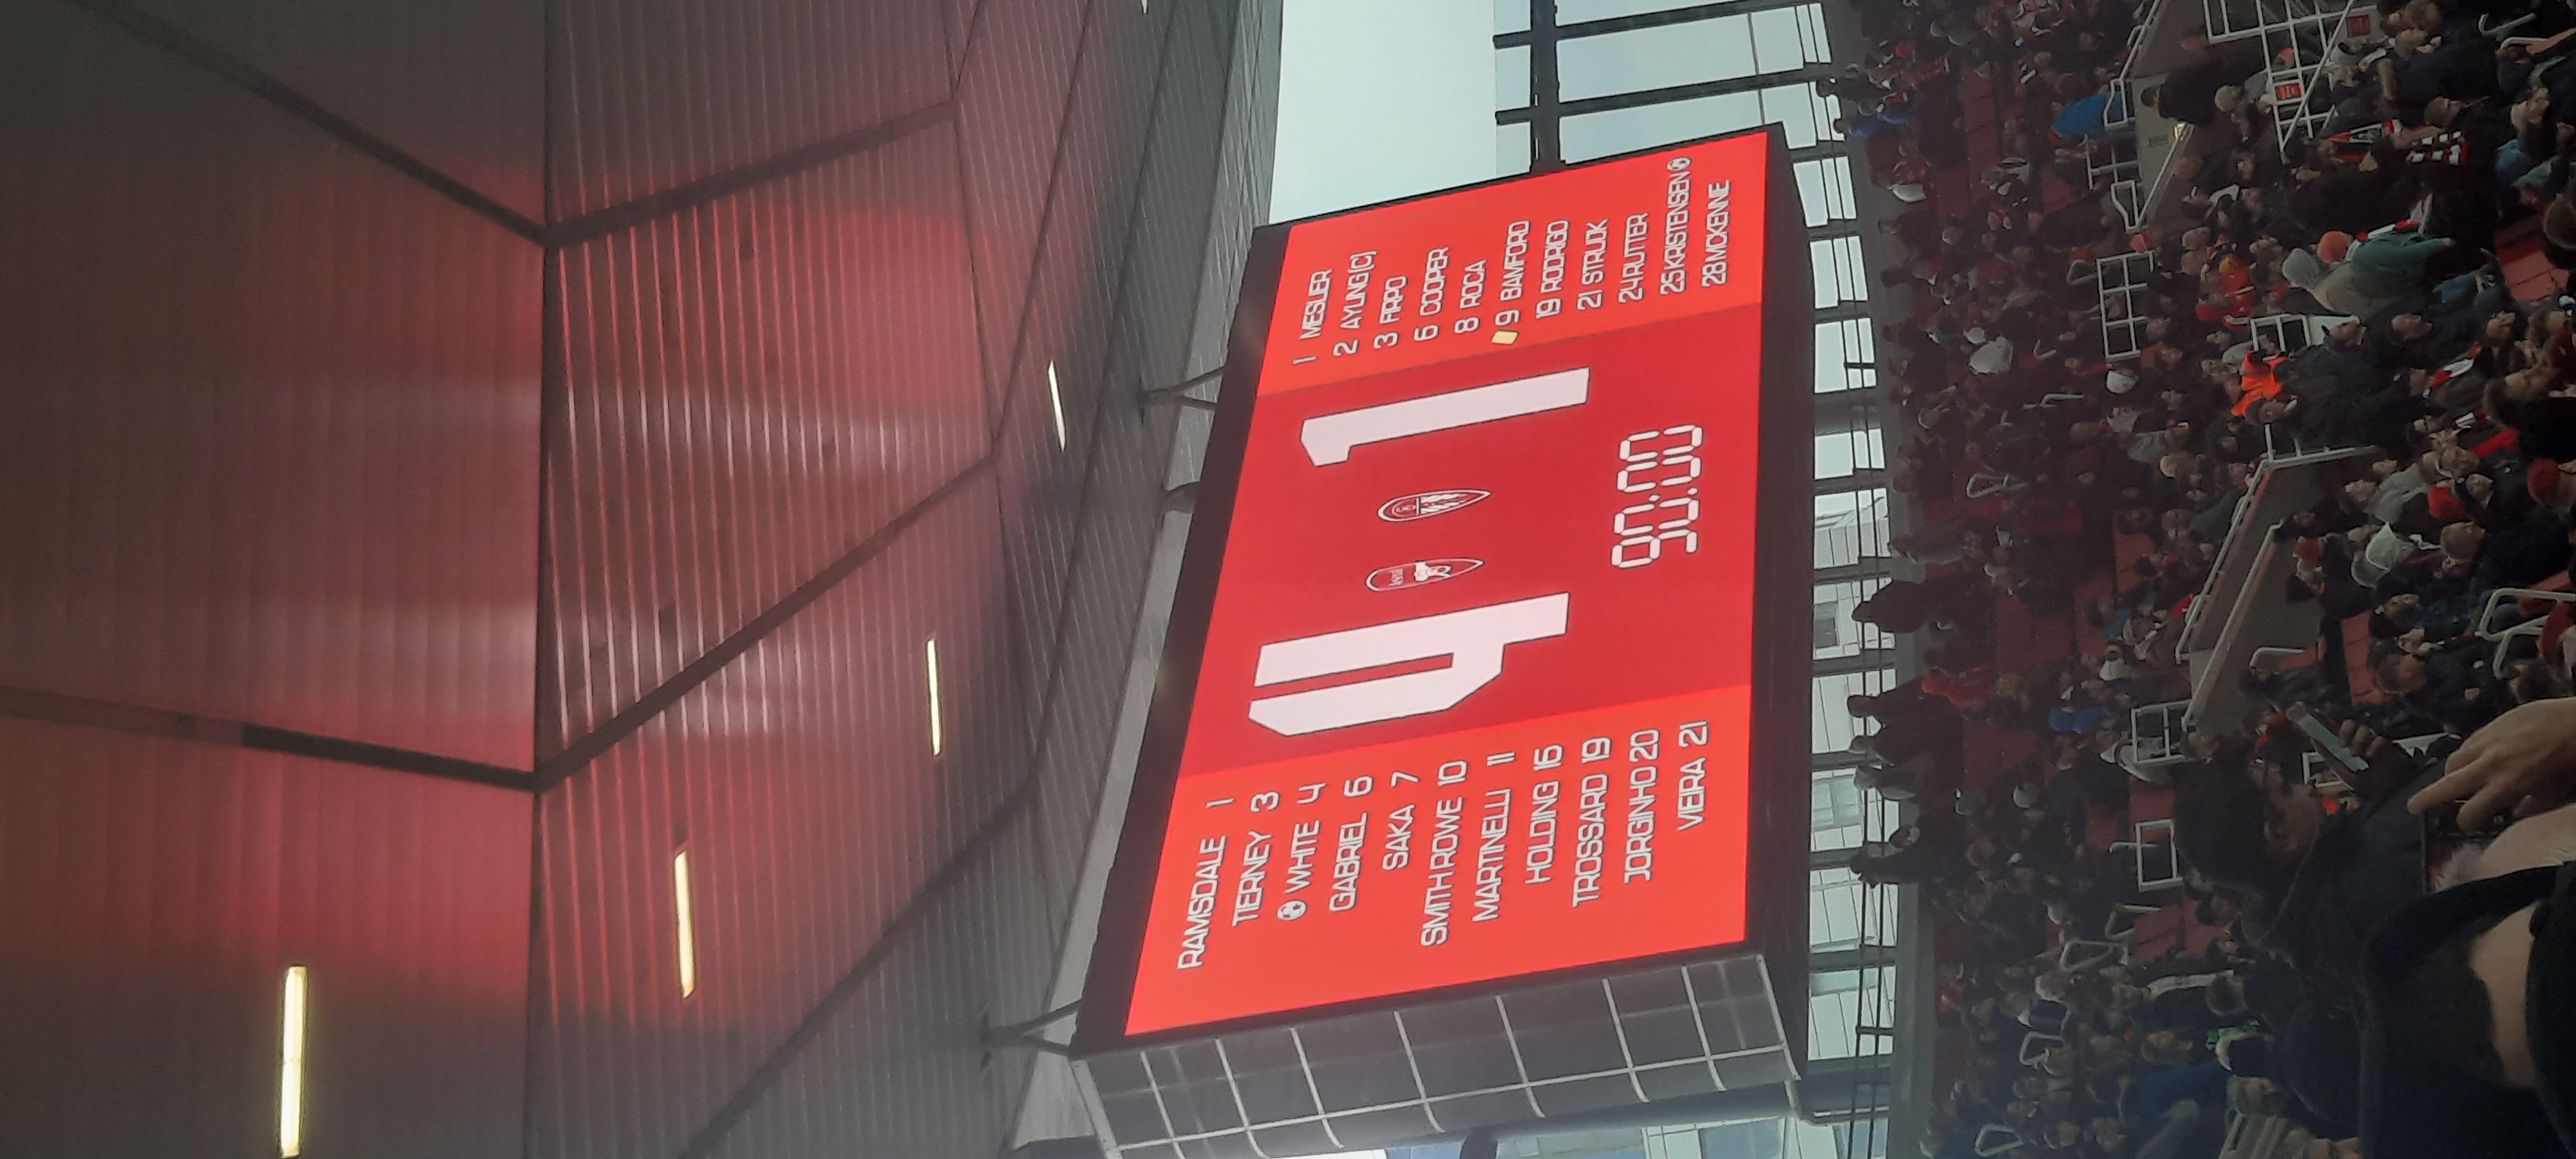 RAMSDALE 1
TIERNEY 3
WHITE 4
GABRIEL 6
SAKA 7
SMITH ROWE 10
MARTINELLI 11
HOLDING 16
TROSSARD 19
JORGINHO 20
VIEIRA 21
4 1
Arsenal
90:00
1 MESLIER
2 AYLING (C)
3 FIRPO
6 COOPER
8 ROCA
9 BAMFORD
19 RODRIGO
21 STRUIJK
24 RUTTER
25 KRISTENSEN
28 MCKENNIE